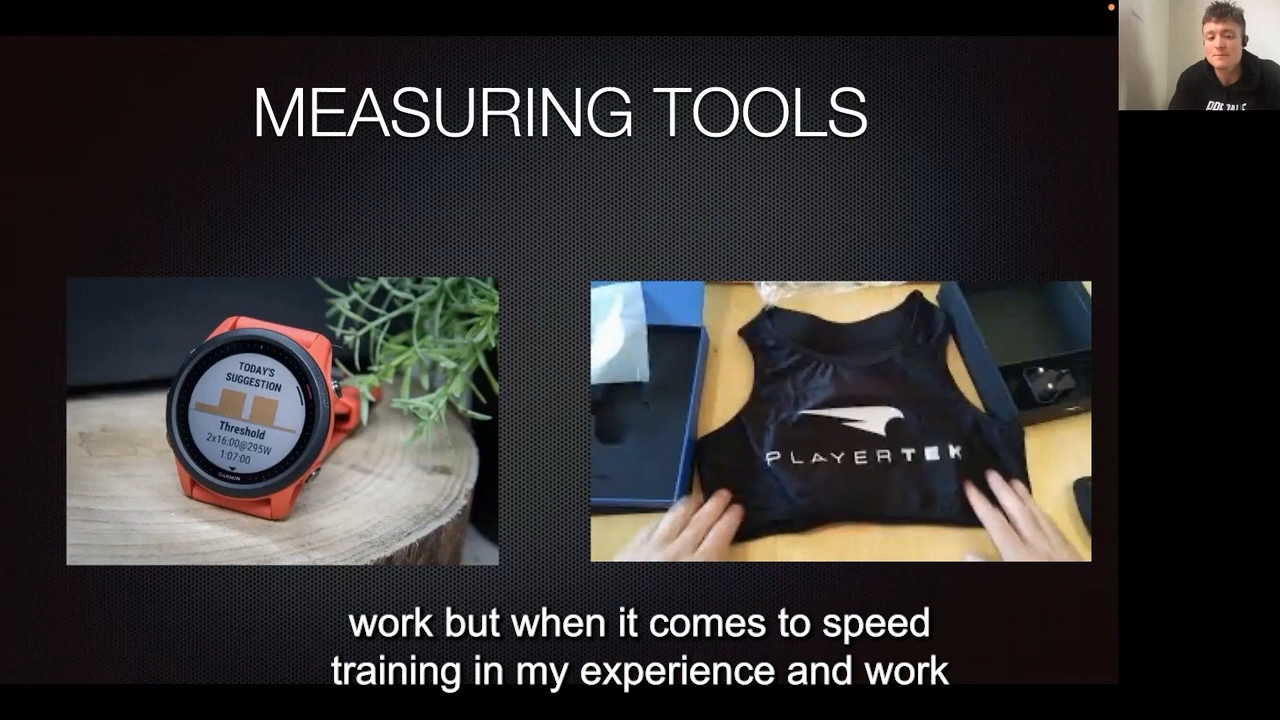 MEASURING TOOLS
TODAY'S
SUGGESTION
Threshold
2x16:00@295W
1:07:00
GARMIN
PLAYERTEK
work but when it comes to speed
training in my experience and work